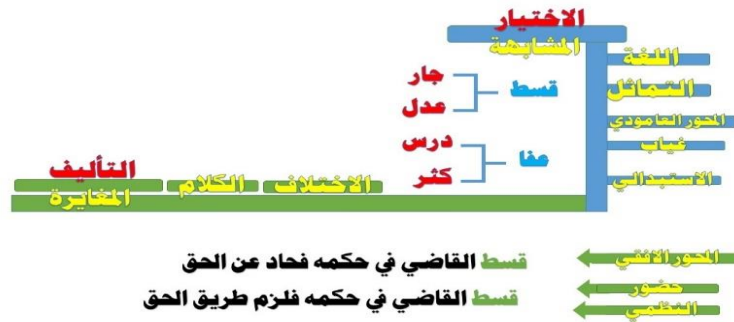 الاختيار
المشابهة
اللغة
التماثل
المحور العامودي
غياب
الاستبدالي
جار
قسط
عدل
درس
عفا
كثر
التأليف
المغايرة
الكلام
الاختلاف
المحور الافقي
حضور
النظمي
قسط القاضي في حكمه فحاد عن الحق
قسط القاضي في حكمه فلزم طريق الحق